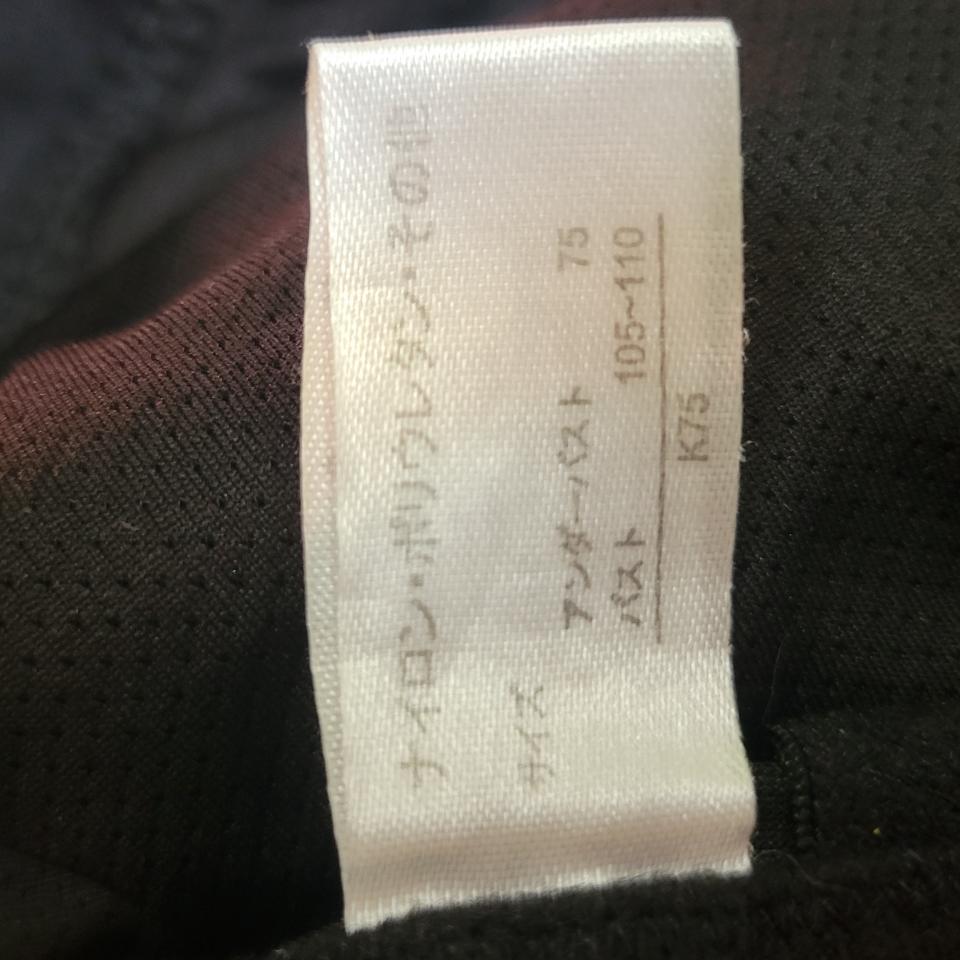 ナイロン・ポリウレタン・その他
サイズ
アンダーバスト 75
バスト 105~110
K75